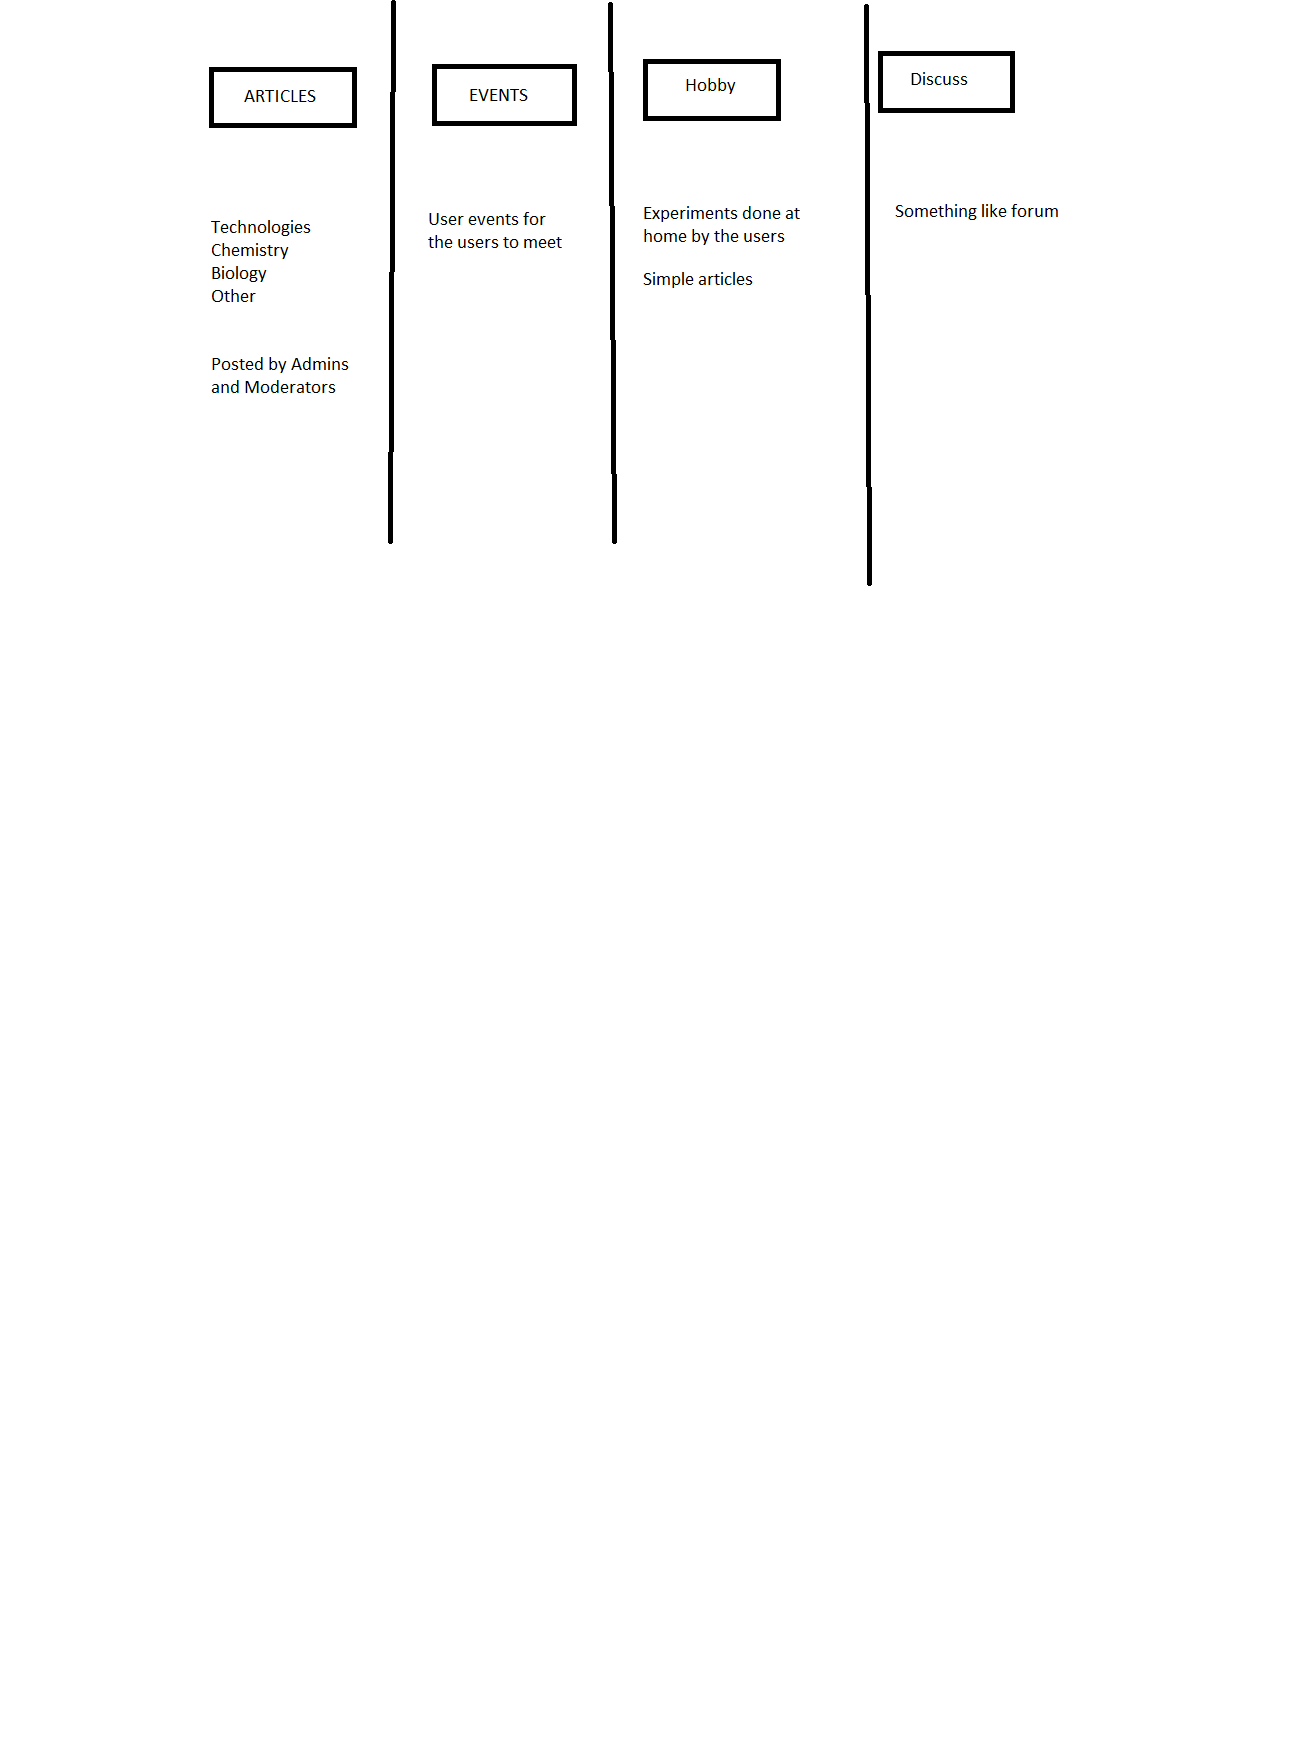 ARTICLES
Technologies
Chemistry
Biology
Other
Posted by Admins
and Moderators
EVENTS
User events for
the users to meet
Hobby
Experiments done at
home by the users
Simple articles
Discuss
Something like forum